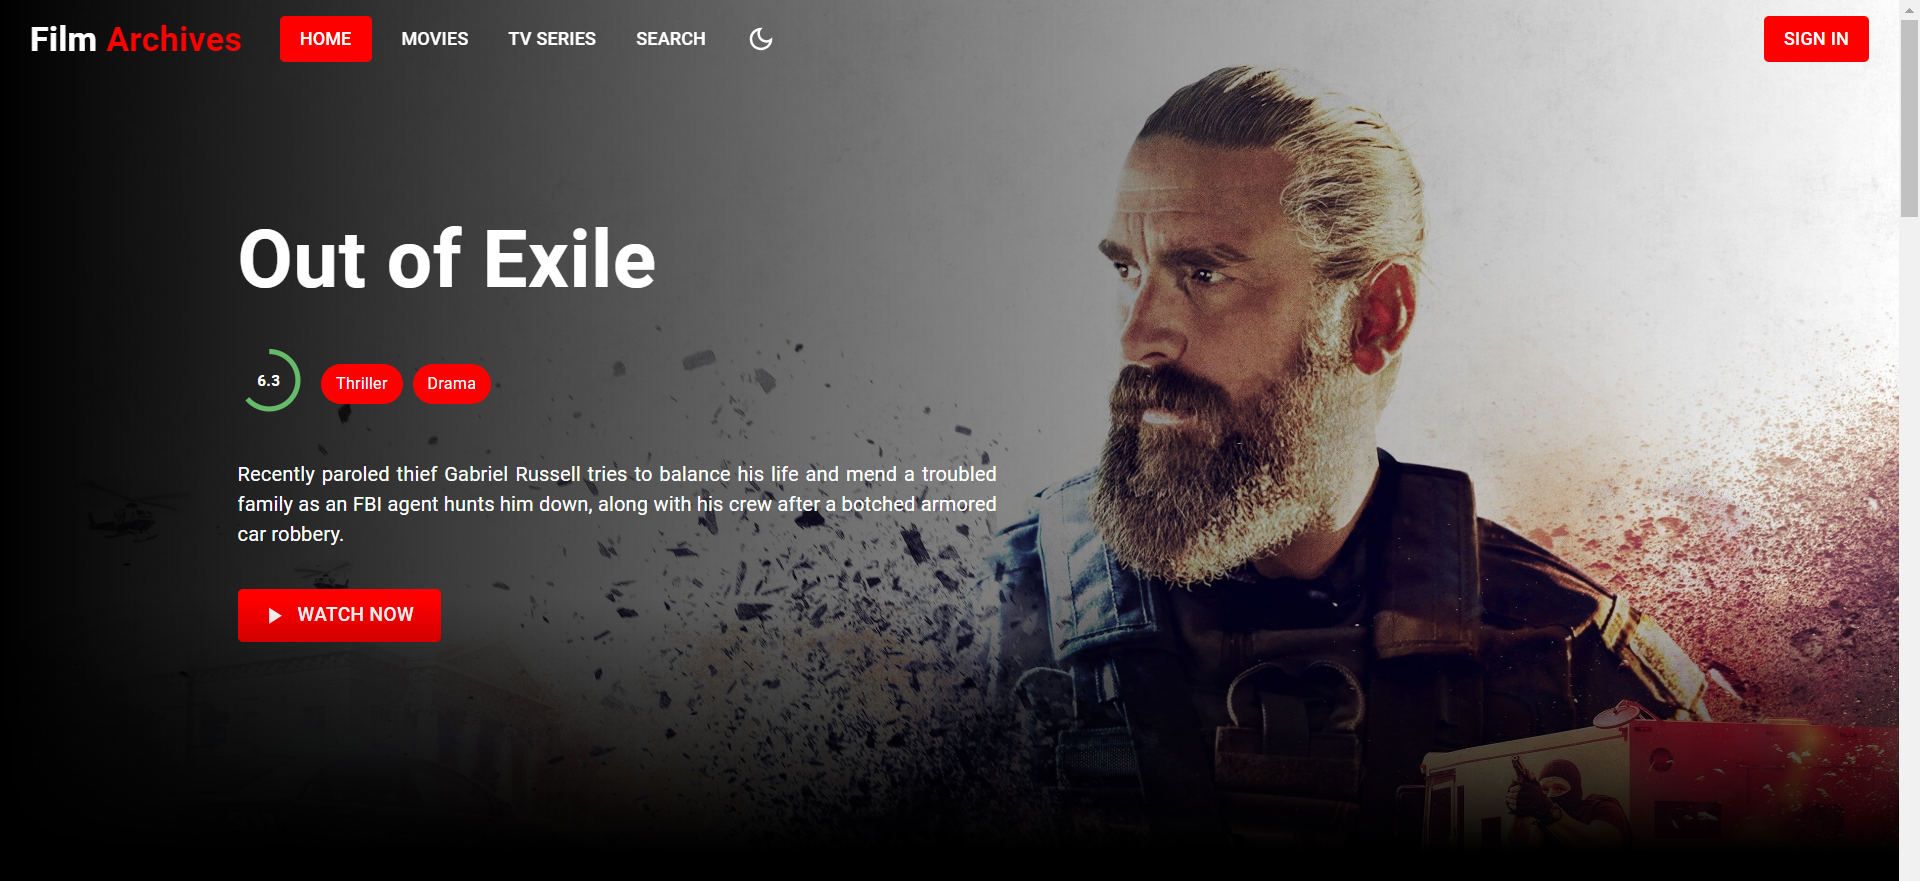 Film Archives
HOME
MOVIES
TV SERIES
SEARCH
SIGN IN
Out of Exile
6.3
Thriller
Drama
Recently paroled thief Gabriel Russell tries to balance his life and mend a troubled
family as an FBI agent hunts him down, along with his crew after a botched armored
car robbery.
WATCH NOW